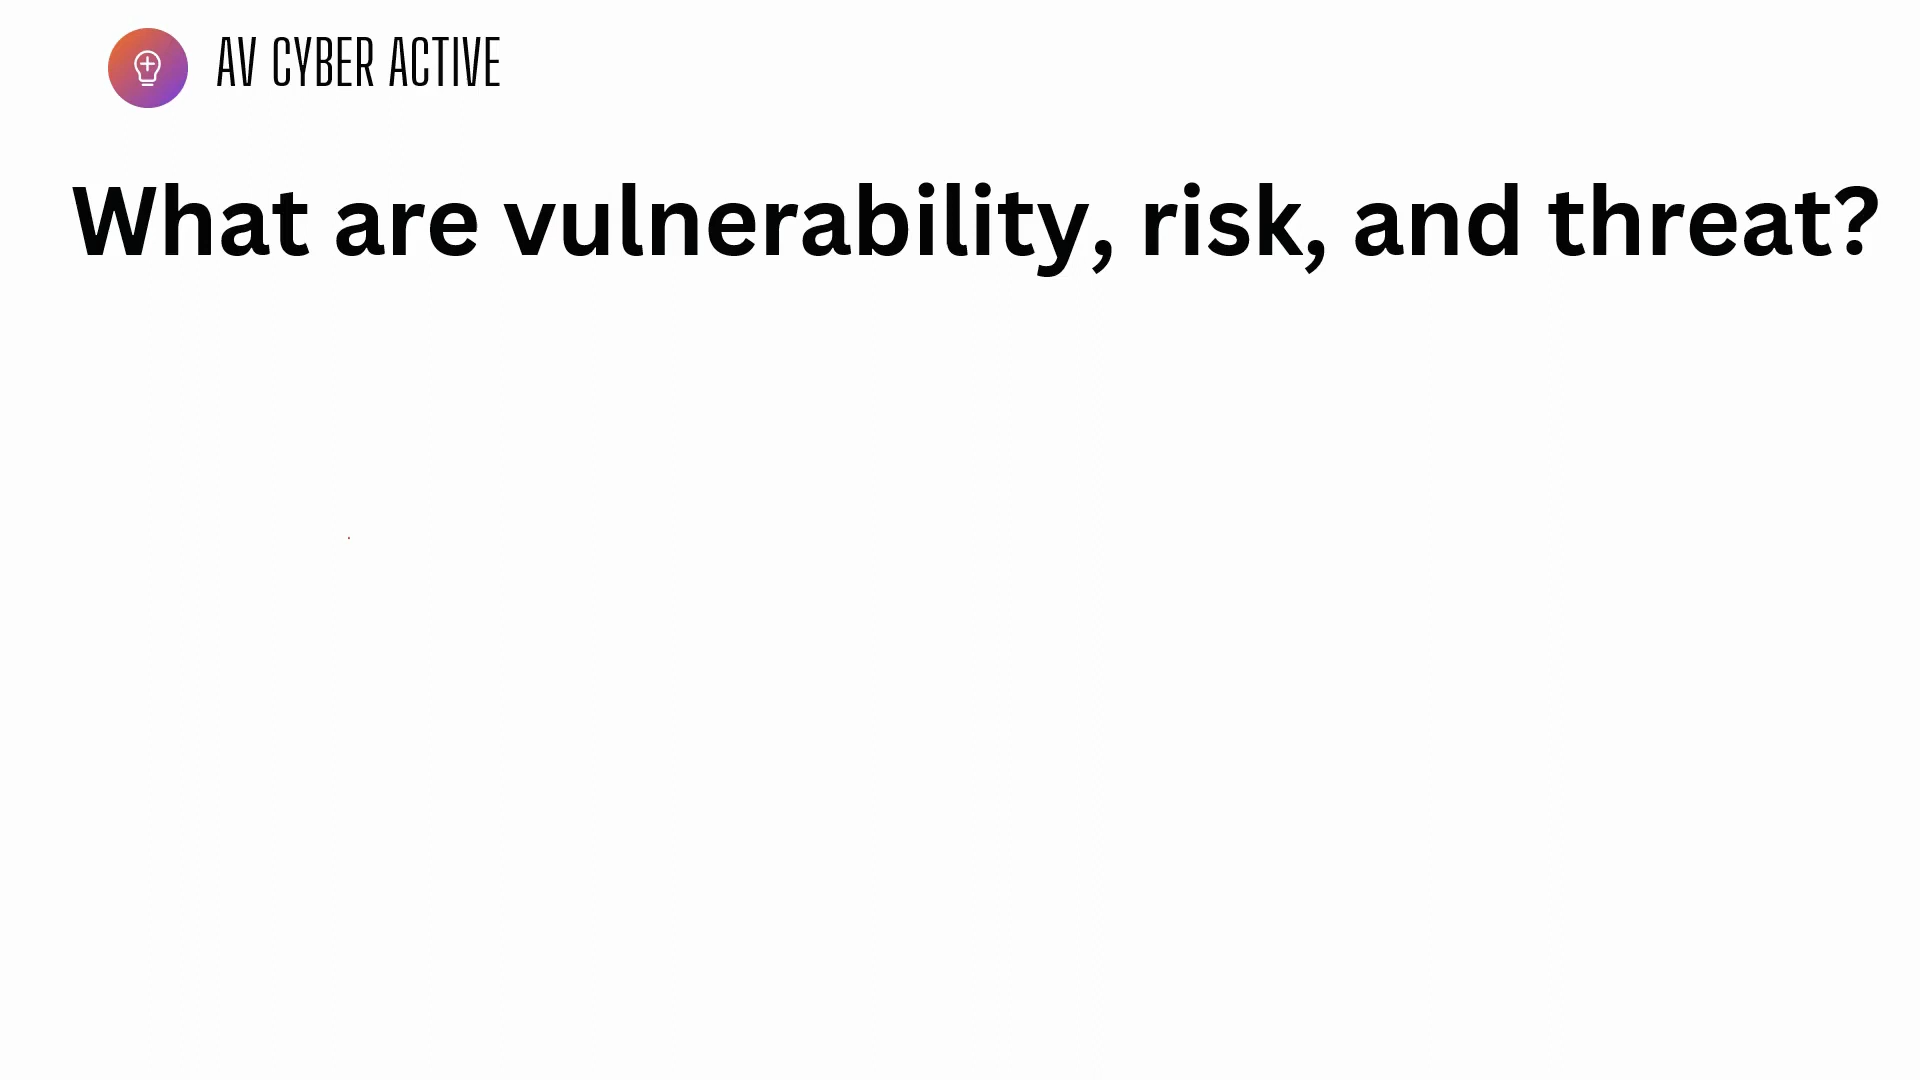 AV CYBER ACTIVE
What are vulnerability, risk, and threat?